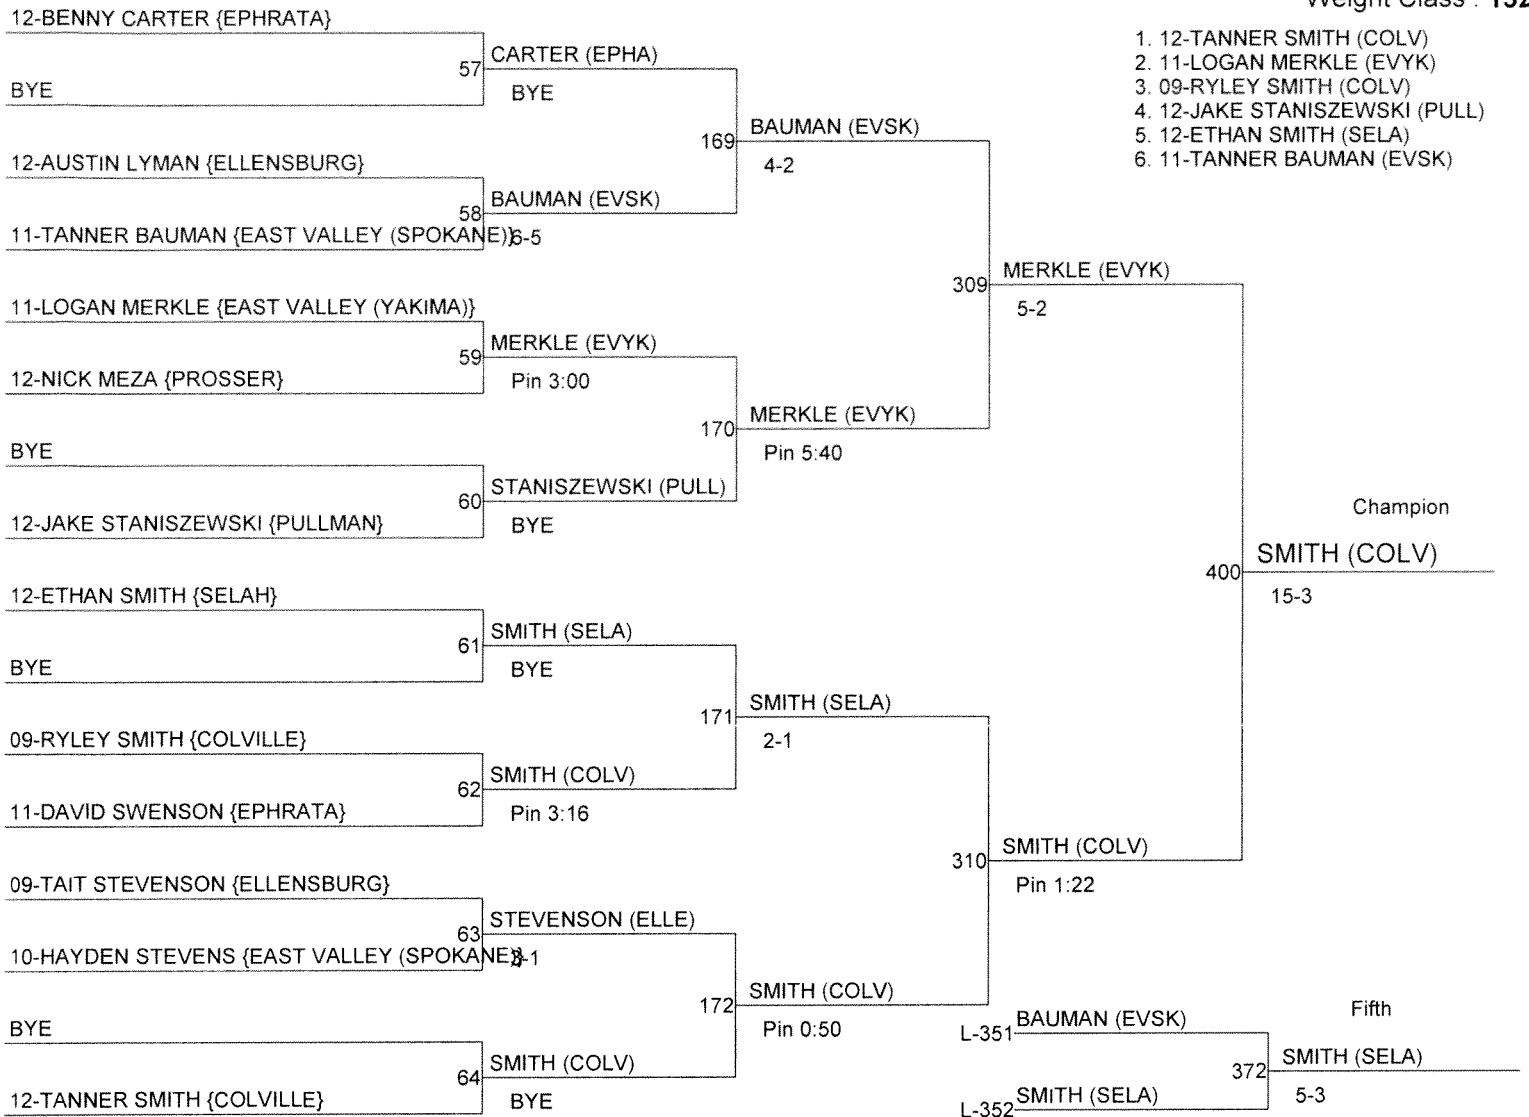 Weight Class : 152
1. 12-TANNER SMITH (COLV)
2. 11-LOGAN MERKLE (EVYK)
3. 09-RYLEY SMITH (COLV)
4. 12-JAKE STANISZEWSKI (PULL)
5. 12-ETHAN SMITH (SELA)
6. 11-TANNER BAUMAN (EVSK)
12-BENNY CARTER {EPHRATA}
57 CARTER (EPHA)
BYE
BYE
169 BAUMAN (EVSK)
4-2
12-AUSTIN LYMAN {ELLENSBURG}
58 BAUMAN (EVSK)
11-TANNER BAUMAN {EAST VALLEY (SPOKANE)} 6-5
309 MERKLE (EVYK)
5-2
11-LOGAN MERKLE {EAST VALLEY (YAKIMA)}
59 MERKLE (EVYK)
12-NICK MEZA {PROSSER}
Pin 3:00
170 MERKLE (EVYK)
Pin 5:40
BYE
60 STANISZEWSKI (PULL)
12-JAKE STANISZEWSKI {PULLMAN}
BYE
Champion
400 SMITH (COLV)
15-3
12-ETHAN SMITH {SELAH}
61 SMITH (SELA)
BYE
BYE
171 SMITH (SELA)
2-1
09-RYLEY SMITH {COLVILLE}
62 SMITH (COLV)
11-DAVID SWENSON {EPHRATA}
Pin 3:16
310 SMITH (COLV)
Pin 1:22
09-TAIT STEVENSON {ELLENSBURG}
63 STEVENSON (ELLE)
10-HAYDEN STEVENS {EAST VALLEY (SPOKANE)} -1
172 SMITH (COLV)
Pin 0:50
BYE
64 SMITH (COLV)
12-TANNER SMITH {COLVILLE}
BYE
Fifth
L-351 BAUMAN (EVSK)
372 SMITH (SELA)
5-3
L-352 SMITH (SELA)